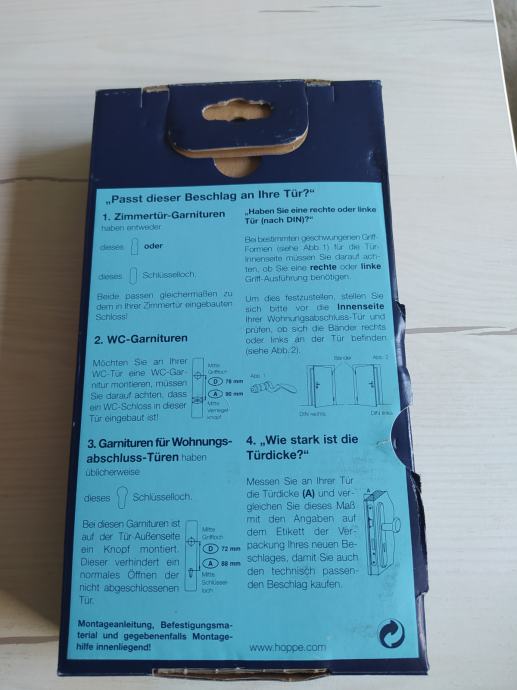 „Passt dieser Beschlag an Ihre Tür?"
1. Zimmertür-Garnituren
haben entweder
dieses oder
dieses Schlüsselloch.
Beide passen gleichermaßen zu
dem in Ihrer Zimmertür eingebauten
Schloss!
2. WC-Garnituren
Möchten Sie an Ihrer
WC-Tür eine WC-Gar-
nitur montieren, müssen
Sie darauf achten, dass
ein WC-Schloss in dieser
Tür eingebaut ist!
Mitte
Griffloch
D 78 mm
A 90 mm
Mitte
Verriegel
knopf
3. Garnituren für Wohnungs-
abschluss-Türen haben
üblicherweise
dieses Schlüsselloch.
Bei diesen Garnituren ist
auf der Tür-Außenseite
ein Knopf montiert.
Dieser verhindert ein
normales Öffnen der
nicht abgeschlossenen
Tür.
Mitte
Griffloch
D 72 mm
A 88 mm
Mitte
Schlüssel-
loch
Montageanleitung, Befestigungsma-
terial und gegebenenfalls Montage-
hilfe innenliegend!
„Haben Sie eine rechte oder linke
Tür (nach DIN)?"
Bei bestimmten geschwungenen Griff-
Formen (siehe Abb. 1) für die Tür-
Innenseite müssen Sie darauf ach-
ten, ob Sie eine rechte oder linke
Griff-Ausführung benötigen.
Um dies festzustellen, stellen Sie
sich bitte vor die Innenseite
Ihrer Wohnungsabschluss-Tür und
prüfen, ob sich die Bänder rechts
oder links an der Tür befinden
(siehe Abb. 2).
Bänder Abb. 2
Abb. 1
DIN rechts DIN links
4. „Wie stark ist die
Türdicke?"
Messen Sie an Ihrer Tür
die Türdicke (A) und ver-
gleichen Sie dieses Maß
mit den Angaben auf
dem Etikett der Ver-
packung Ihres neuen Be-
schlages, damit Sie auch
den technisch passen-
den Beschlag kaufen.
A
www.hoppe.com